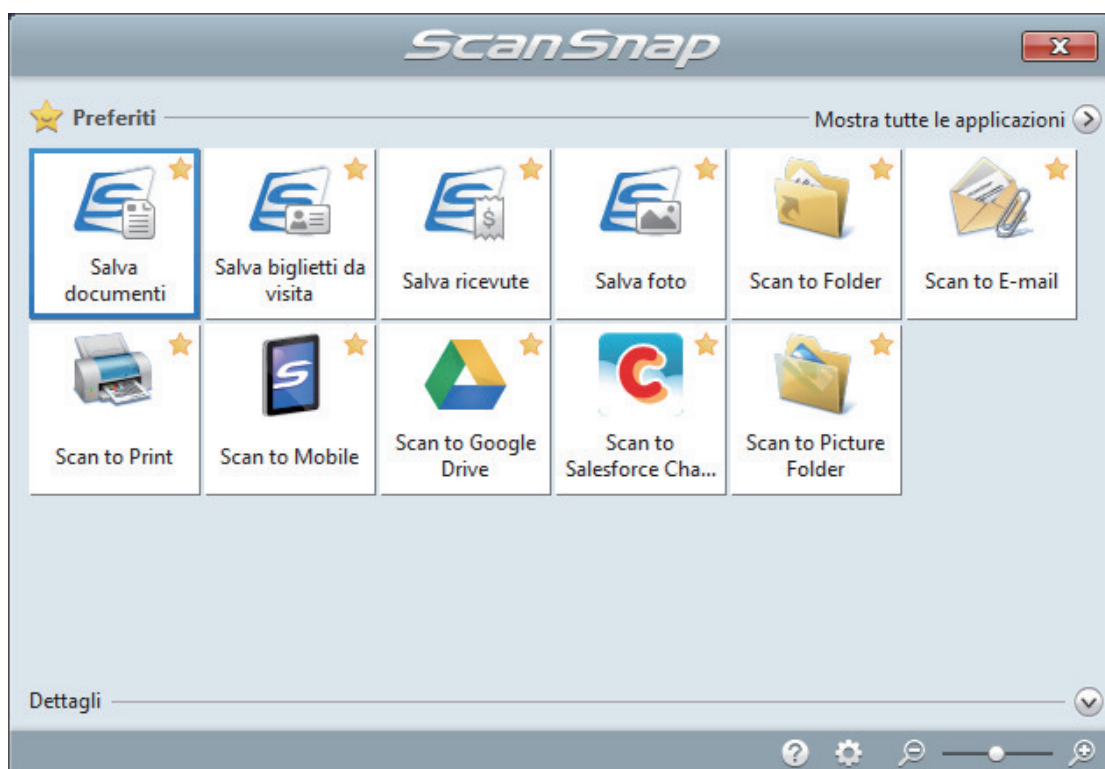 ScanSnap
Preferiti
Mostra tutte le applicazioni
Salva
documenti
Salva biglietti da
visita
Salva ricevute
Salva foto
Scan to Folder
Scan to E-mail
Scan to Print
Scan to Mobile
Scan to Google
Drive
Scan to
Salesforce Cha...
Scan to Picture
Folder
Dettagli